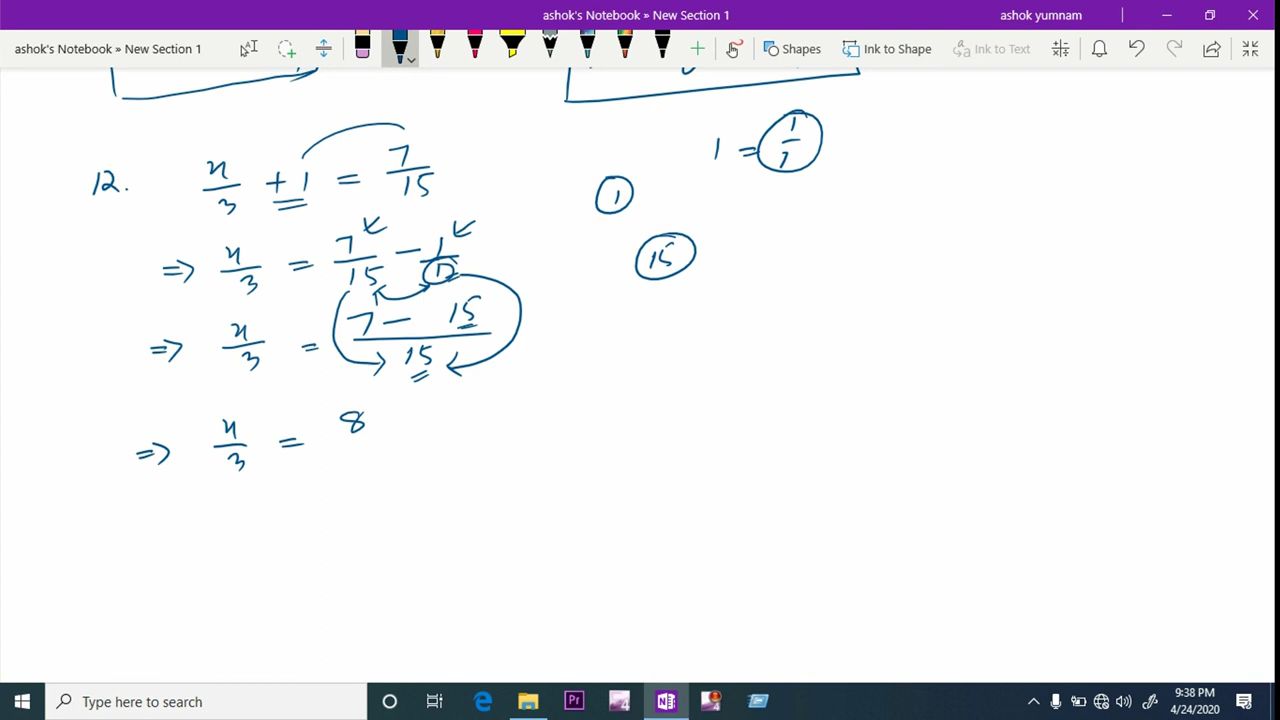 ashok's Notebook » New Section 1
ashok yumnam
ashok's Notebook » New Section 1
Shapes
Ink to Shape
Ink to Text
1 = 1/1
12. x/3 + 1 = 7/15
1
⇒ x/3 = 7/15 - 1/1
15
⇒ x/3 = 7 - 15/15
⇒ x/3 = 8
Type here to search
Pr
9:38 PM
4/24/2020